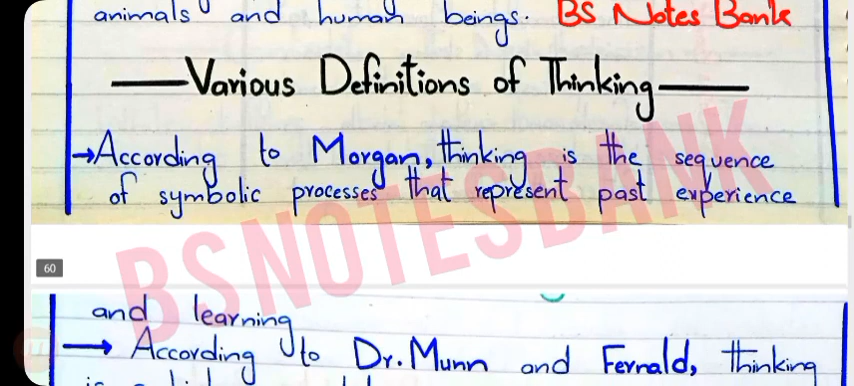 animals and human beings. BS Notes Bank
Various Definitions of Thinking
→According to Morgan, thinking is the sequence
of symbolic processes that represent past experience
BSNOTESBANK
60
and learning
→ According to Dr. Munn and Fernald, thinking
is a